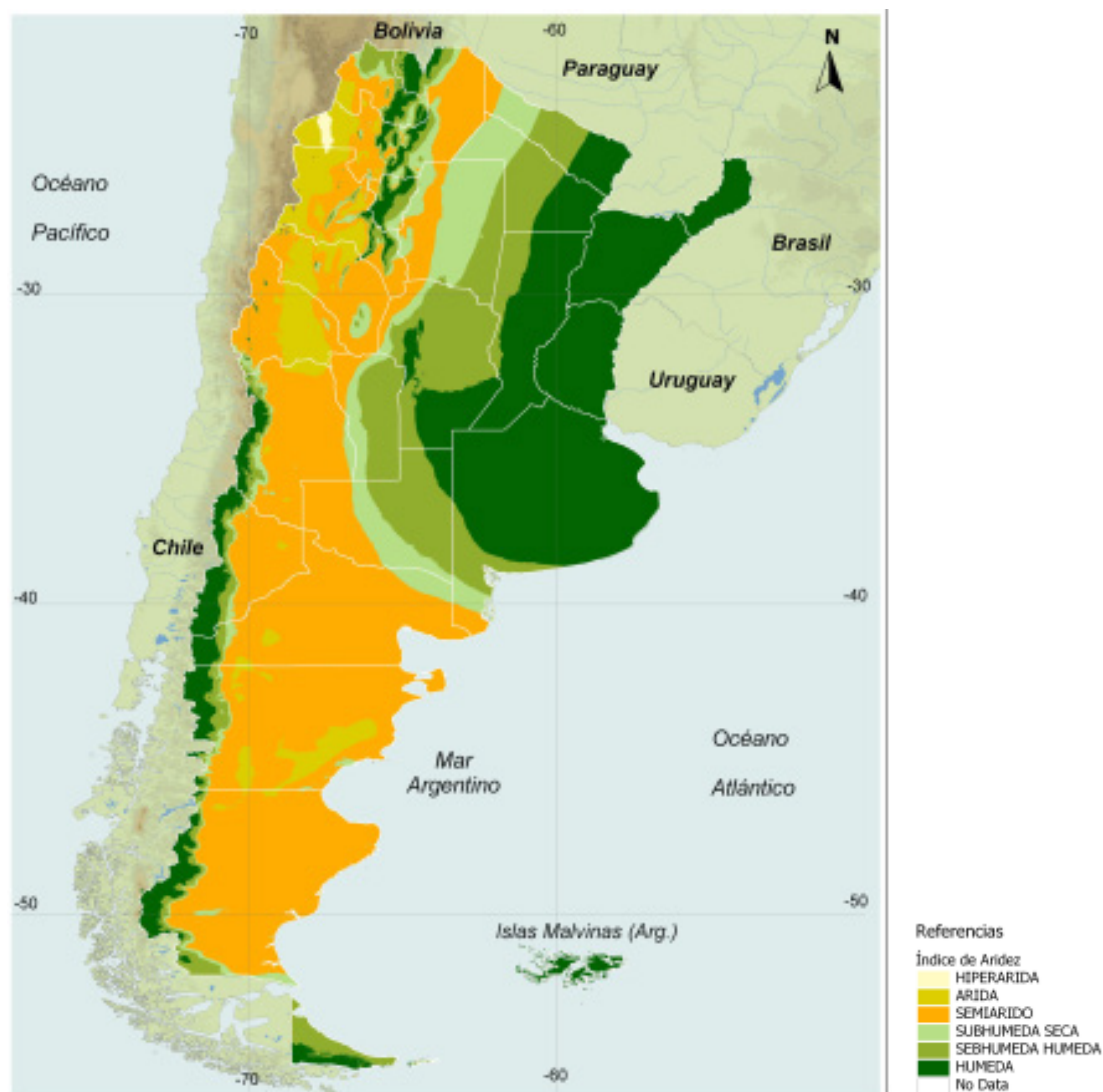 -70
Bolivia
-60
Paraguay
N
Océano
Pacífico
Brasil
-30
-30
Uruguay
Chile
-40
-40
Océano
Atlántico
Mar
Argentino
-50
-50
Islas Malvinas (Arg.)
-70
-60
Referencias
Índice de Aridez
HIPERARIDA
ARIDA
SEMIARIDO
SUBHUMEDA SECA
SEBHUMEDA HUMEDA
HUMEDA
No Data